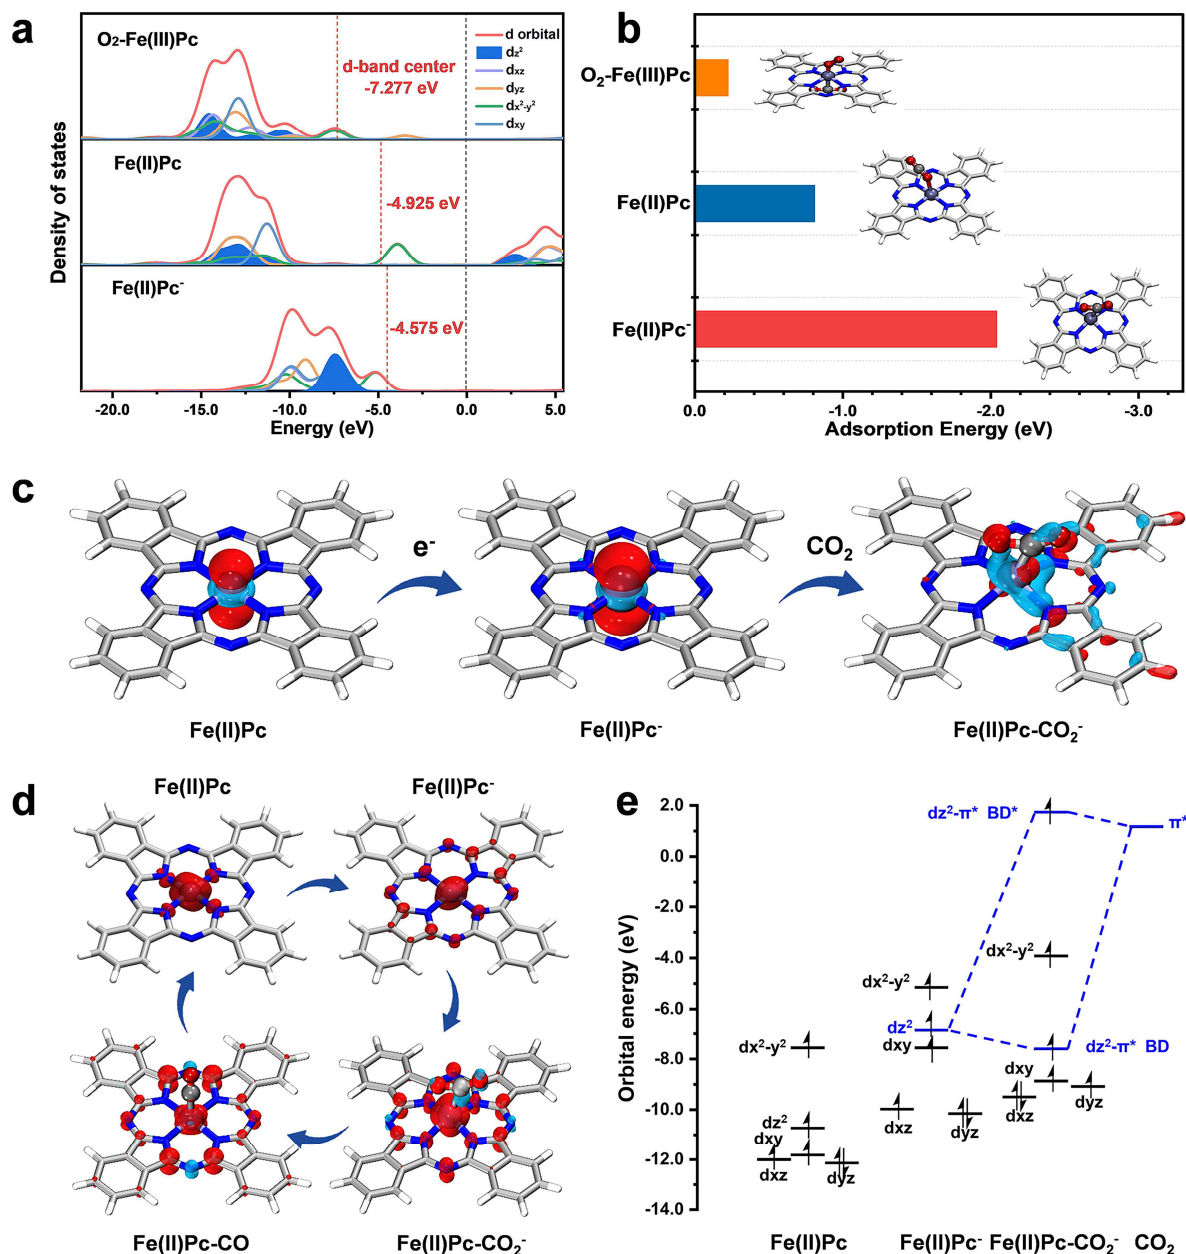 a
O₂-Fe(III)Pc
d orbital
dz²
dxz
dyz
dx²-y²
dxy
d-band center
-7.277 eV
Fe(II)Pc
-4.925 eV
Fe(II)Pc⁻
-4.575 eV
Density of states
-20.0 -15.0 -10.0 -5.0 0.0 5.0
Energy (eV)
b
O₂-Fe(III)Pc
Fe(II)Pc
Fe(II)Pc⁻
0.0 -1.0 -2.0 -3.0
Adsorption Energy (eV)
c
e⁻
CO₂
Fe(II)Pc
Fe(II)Pc⁻
Fe(II)Pc-CO₂⁻
d
Fe(II)Pc
Fe(II)Pc⁻
Fe(II)Pc-CO
Fe(II)Pc-CO₂⁻
e
Orbital energy (eV)
2.0
0.0
-2.0
-4.0
-6.0
-8.0
-10.0
-12.0
-14.0
dx²-y²
dz²
dxy
dxz
dyz
dx²-y²
dz²
dxy
dxz
dyz
dz²-π* BD*
dx²-y²
dz²-π* BD
dxy
dxz
dyz
π*
Fe(II)Pc Fe(II)Pc⁻ Fe(II)Pc-CO₂⁻ CO₂